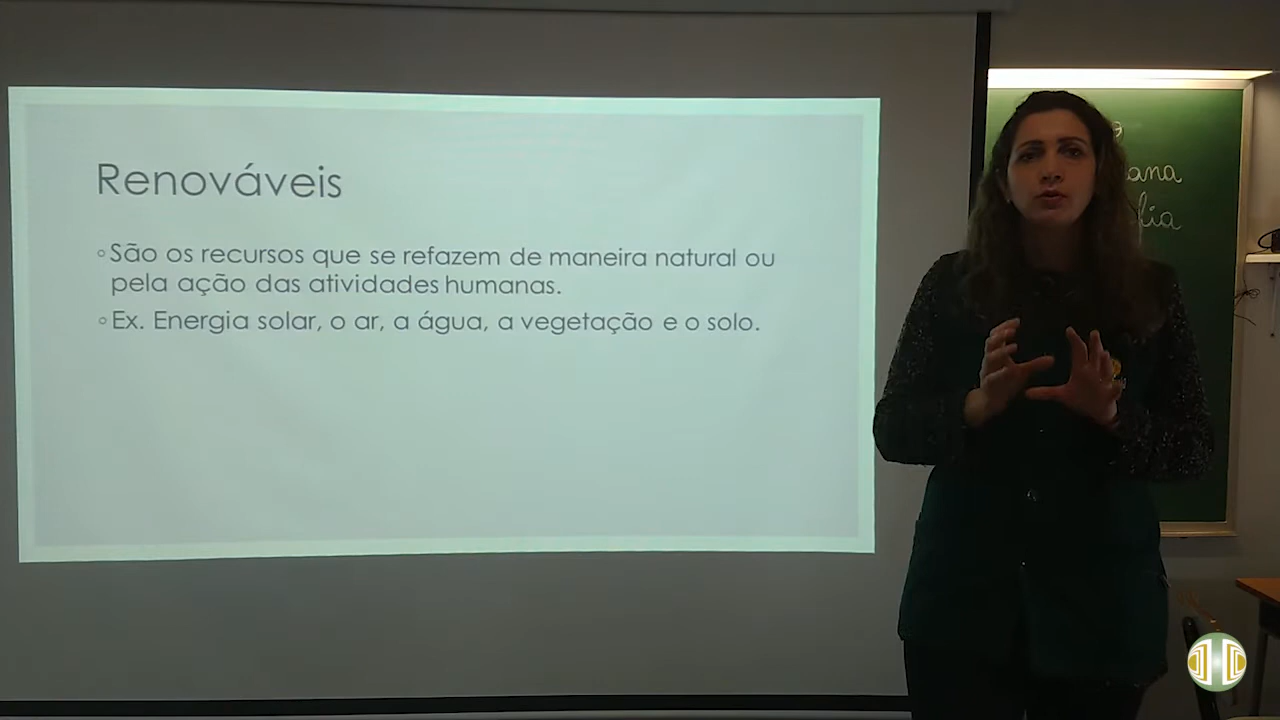 Renováveis
◦São os recursos que se refazem de maneira natural ou
pela ação das atividades humanas.
◦Ex. Energia solar, o ar, a água, a vegetação e o solo.